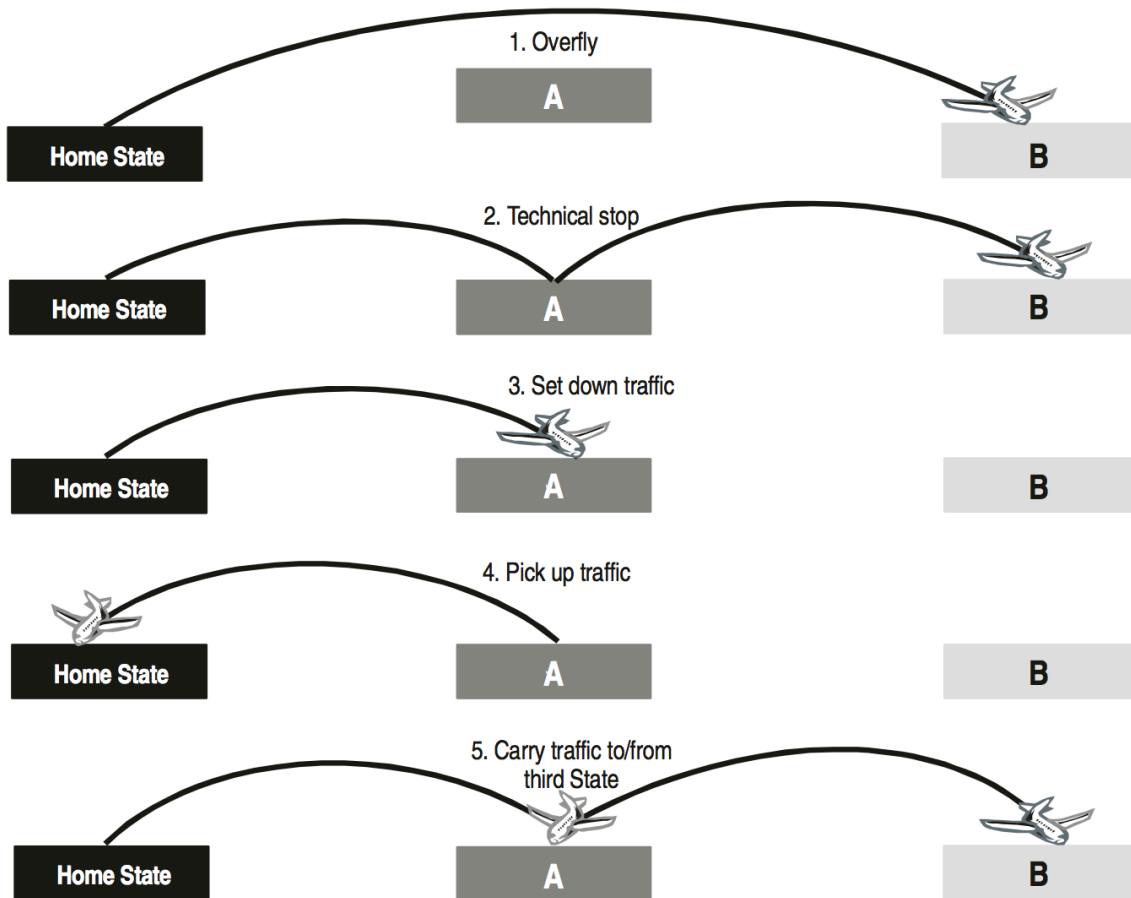 1. Overfly
A
Home State
B
2. Technical stop
Home State
A
B
3. Set down traffic
Home State
A
B
4. Pick up traffic
Home State
A
B
5. Carry traffic to/from
third State
Home State
A
B